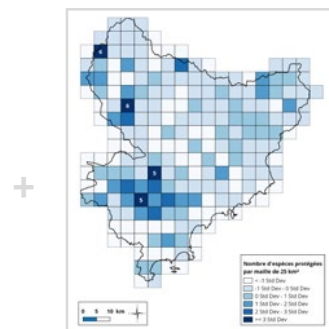 6
6
5
5
Nombre d'espèces protégées
par maille de 25 km²
< -1 Std Dev
-1 Std Dev - 0 Std Dev
0 Std Dev - 1 Std Dev
1 Std Dev - 2 Std Dev
2 Std Dev - 3 Std Dev
>= 3 Std Dev
0 5 10 km